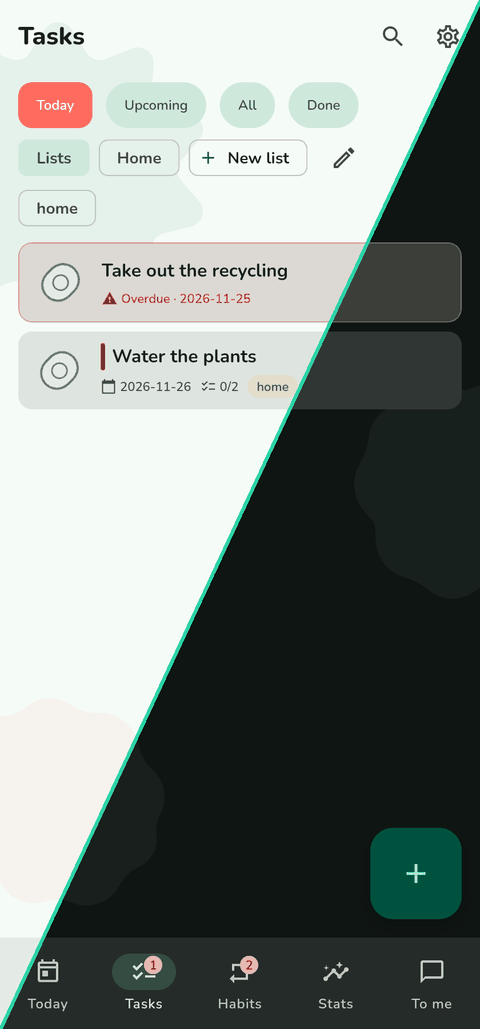 Tasks
Today Upcoming All Done
Lists Home + New list
home
Take out the recycling
Overdue · 2026-11-25
Water the plants
2026-11-26 0/2 home
+
1 2
Today Tasks Habits Stats To me